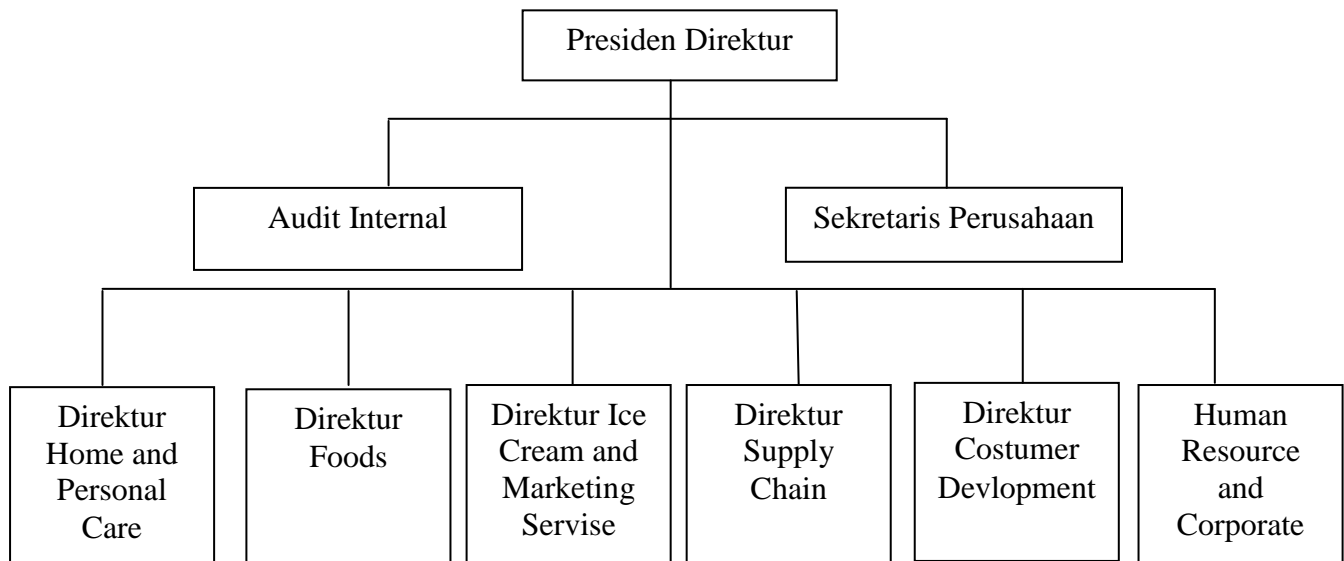 Presiden Direktur
Audit Internal
Sekretaris Perusahaan
Direktur
Home and
Personal
Care
Direktur
Foods
Direktur Ice
Cream and
Marketing
Servise
Direktur
Supply
Chain
Direktur
Costumer
Devlopment
Human
Resource
and
Corporate